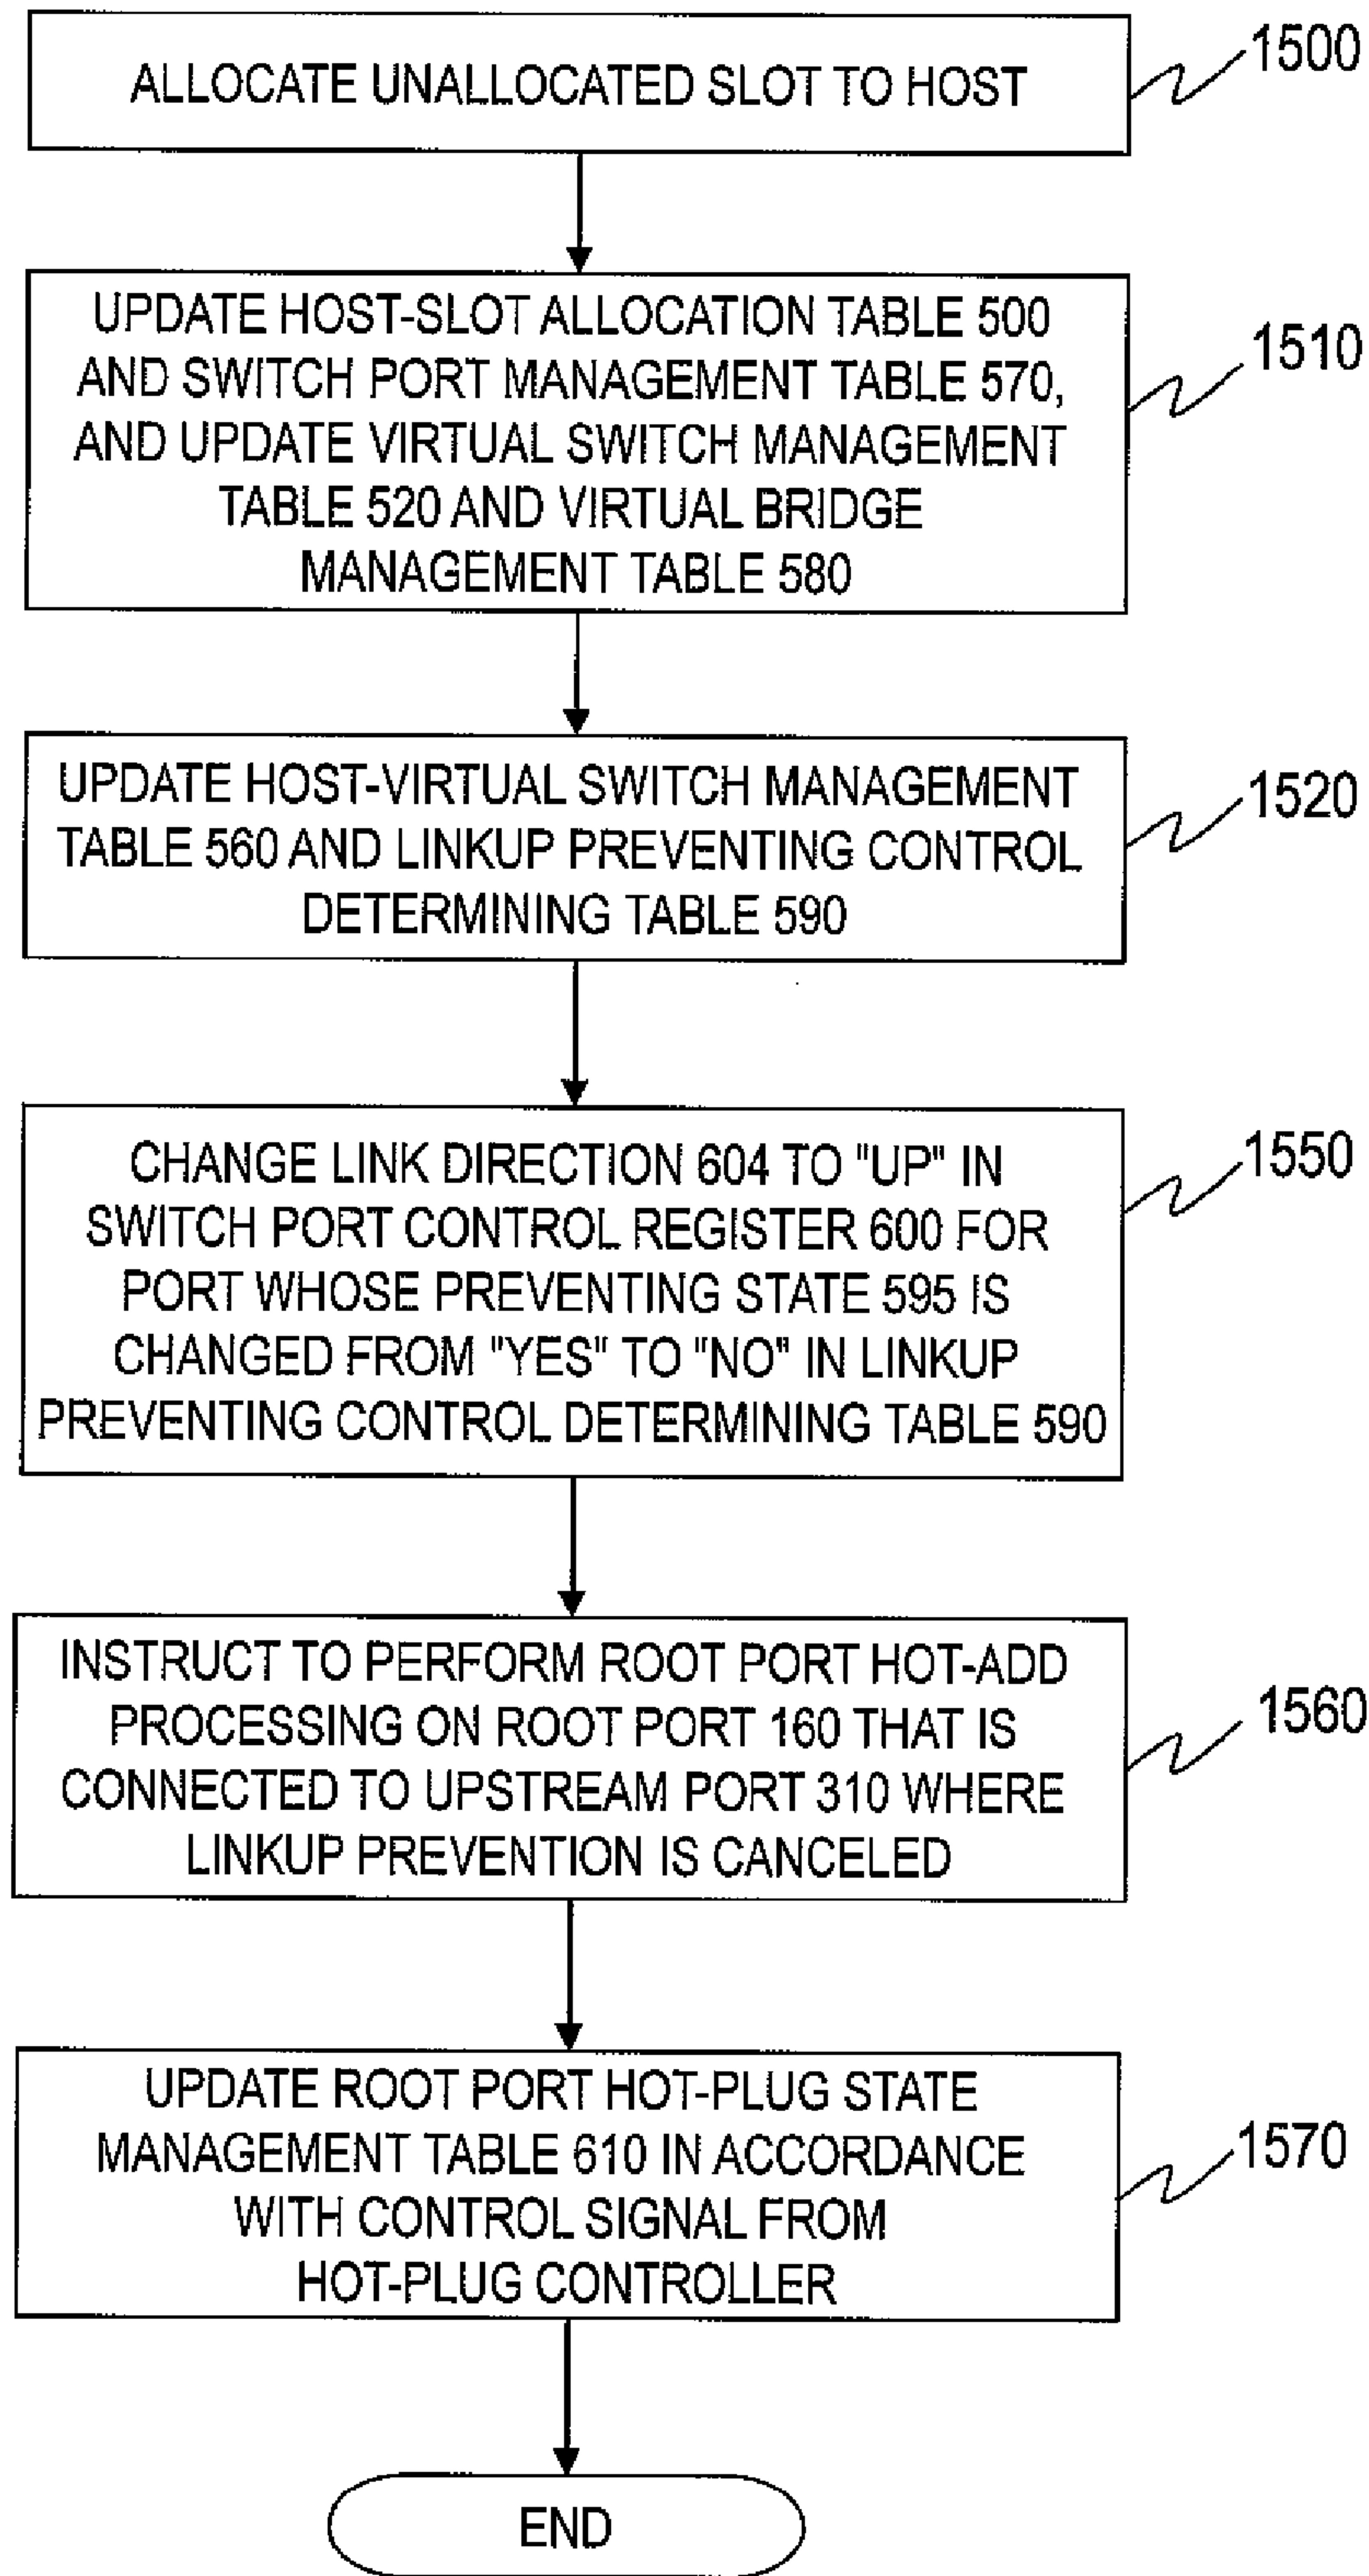 ALLOCATE UNALLOCATED SLOT TO HOST
1500
UPDATE HOST-SLOT ALLOCATION TABLE 500
AND SWITCH PORT MANAGEMENT TABLE 570,
AND UPDATE VIRTUAL SWITCH MANAGEMENT
TABLE 520 AND VIRTUAL BRIDGE
MANAGEMENT TABLE 580
1510
UPDATE HOST-VIRTUAL SWITCH MANAGEMENT
TABLE 560 AND LINKUP PREVENTING CONTROL
DETERMINING TABLE 590
1520
CHANGE LINK DIRECTION 604 TO "UP" IN
SWITCH PORT CONTROL REGISTER 600 FOR
PORT WHOSE PREVENTING STATE 595 IS
CHANGED FROM "YES" TO "NO" IN LINKUP
PREVENTING CONTROL DETERMINING TABLE 590
1550
INSTRUCT TO PERFORM ROOT PORT HOT-ADD
PROCESSING ON ROOT PORT 160 THAT IS
CONNECTED TO UPSTREAM PORT 310 WHERE
LINKUP PREVENTION IS CANCELED
1560
UPDATE ROOT PORT HOT-PLUG STATE
MANAGEMENT TABLE 610 IN ACCORDANCE
WITH CONTROL SIGNAL FROM
HOT-PLUG CONTROLLER
1570
END